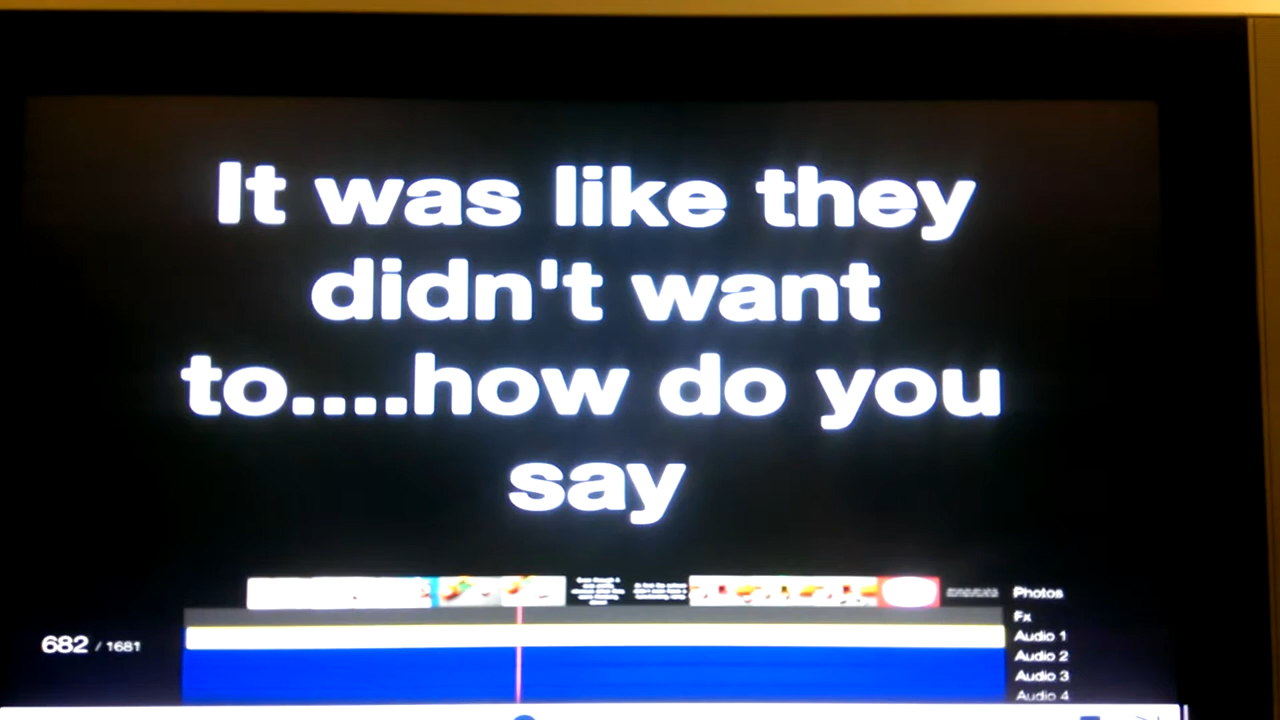 It was like they
didn't want
to....how do you
say
Photos
Fx
Audio 1
Audio 2
Audio 3
Audio 4
682 / 1681